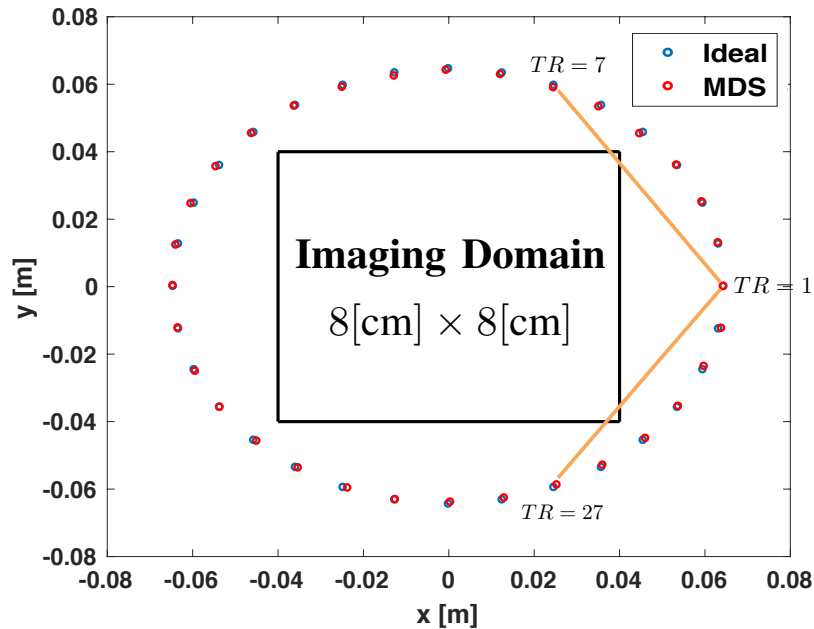 0.08
0.06
0.04
0.02
0
-0.02
-0.04
-0.06
-0.08
y [m]
-0.08 -0.06 -0.04 -0.02 0 0.02 0.04 0.06 0.08
x [m]
Ideal
MDS
TR = 7
Imaging Domain
8[cm] × 8[cm]
TR = 1
TR = 27